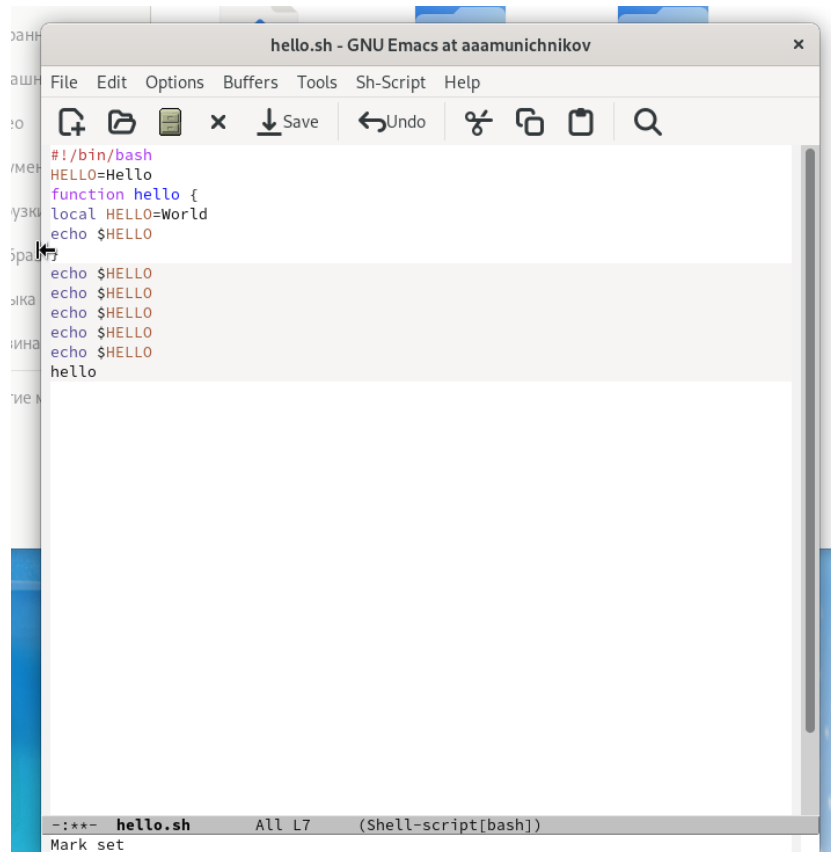 hello.sh - GNU Emacs at aaamunichnikov
File Edit Options Buffers Tools Sh-Script Help
Save Undo
#!/bin/bash
HELLO=Hello
function hello {
local HELLO=World
echo $HELLO
}
echo $HELLO
echo $HELLO
echo $HELLO
echo $HELLO
echo $HELLO
hello
-:**- hello.sh All L7 (Shell-script[bash])
Mark set